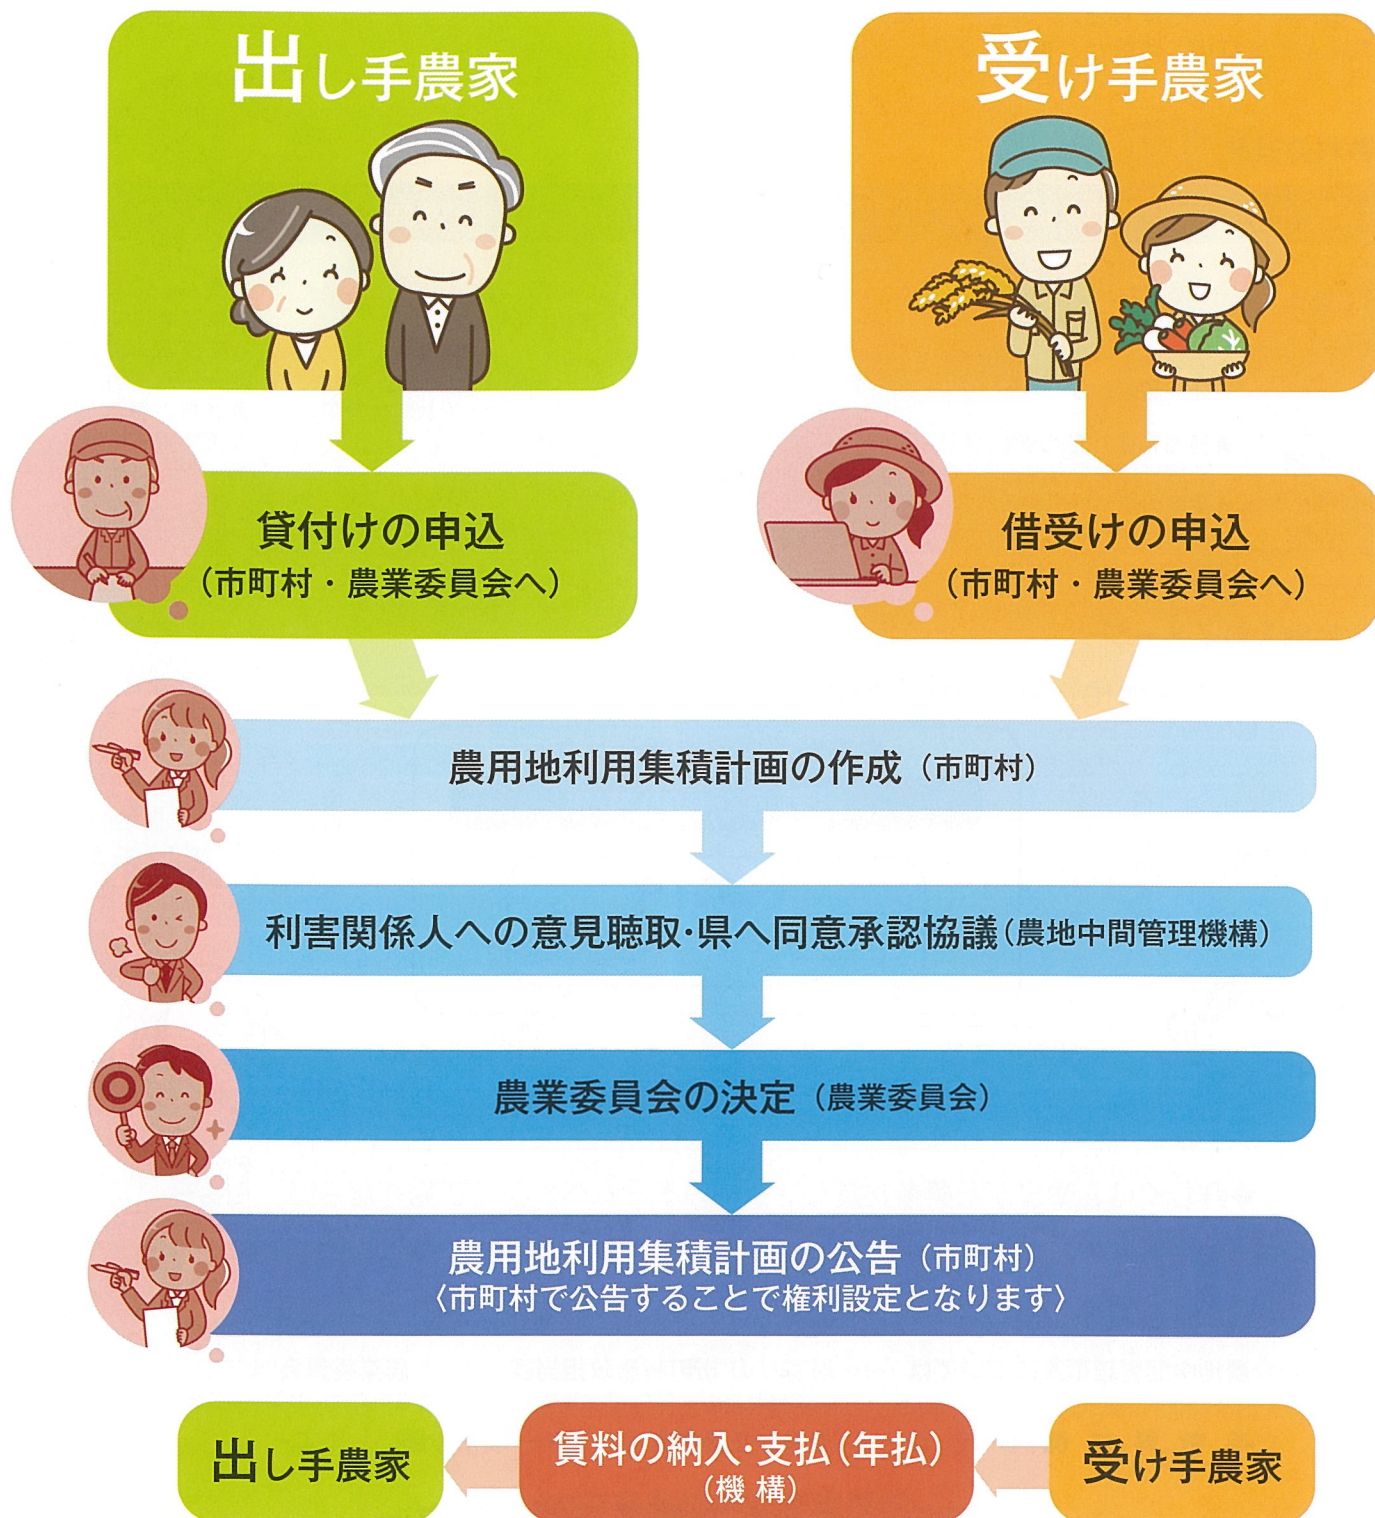 出し手農家
受け手農家
貸付けの申込
（市町村・農業委員会へ）
借受けの申込
（市町村・農業委員会へ）
農用地利用集積計画の作成（市町村）
利害関係人への意見聴取・県へ同意承認協議（農地中間管理機構）
農業委員会の決定（農業委員会）
農用地利用集積計画の公告（市町村）
〈市町村で公告することで権利設定となります〉
出し手農家
賃料の納入・支払（年払）
（機 構）
受け手農家